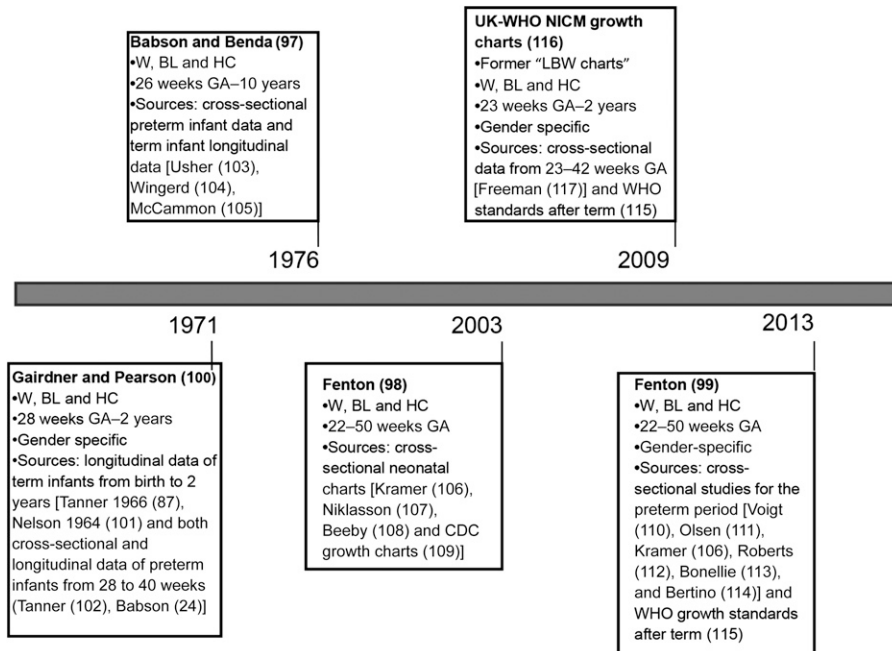 Babson and Benda (97)
•W, BL and HC
•26 weeks GA–10 years
•Sources: cross-sectional
preterm infant data and
term infant longitudinal
data [Usher (103),
Wingerd (104),
McCammon (105)]
1976
UK-WHO NICM growth
charts (116)
•Former “LBW charts”
•W, BL and HC
•23 weeks GA–2 years
•Gender specific
•Sources: cross-sectional
data from 23–42 weeks GA
[Freeman (117)] and WHO
standards after term (115)
2009
1971
Gairdner and Pearson (100)
•W, BL and HC
•28 weeks GA–2 years
•Gender specific
•Sources: longitudinal data of
term infants from birth to 2
years [Tanner 1966 (87),
Nelson 1964 (101) and both
cross-sectional and
longitudinal data of preterm
infants from 28 to 40 weeks
(Tanner (102), Babson (24)]
2003
Fenton (98)
•W, BL and HC
•22–50 weeks GA
•Sources: cross-
sectional neonatal
charts [Kramer (106),
Niklasson (107),
Beeby (108) and CDC
growth charts (109)]
2013
Fenton (99)
•W, BL and HC
•22–50 weeks GA
•Gender-specific
•Sources: cross-
sectional studies for the
preterm period [Voigt
(110), Olsen (111),
Kramer (106), Roberts
(112), Bonellie (113),
and Bertino (114)] and
WHO growth standards
after term (115)